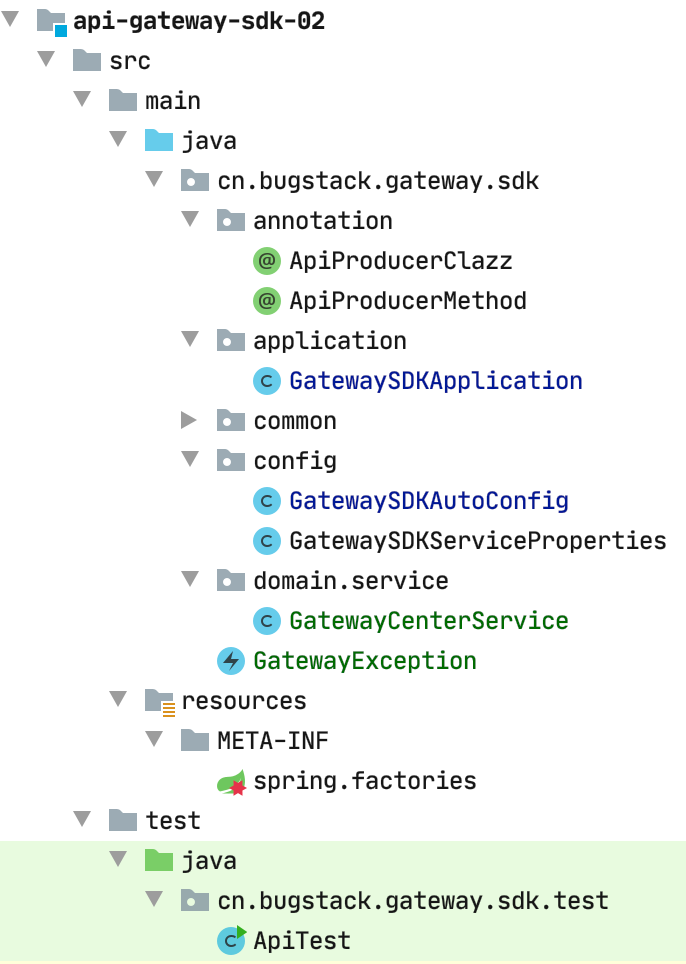 api-gateway-sdk-02
src
main
java
cn.bugstack.gateway.sdk
annotation
@ ApiProducerClazz
@ ApiProducerMethod
application
C GatewaySDKApplication
common
config
C GatewaySDKAutoConfig
C GatewaySDKServiceProperties
domain.service
C GatewayCenterService
GatewayException
resources
META-INF
spring.factories
test
java
cn.bugstack.gateway.sdk.test
C ApiTest